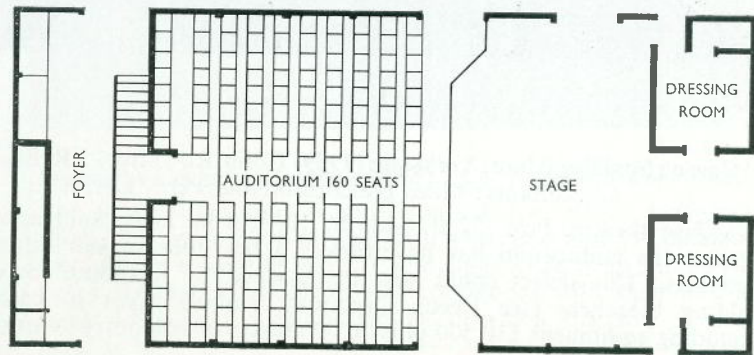 FOYER
AUDITORIUM 160 SEATS
STAGE
DRESSING
ROOM
DRESSING
ROOM